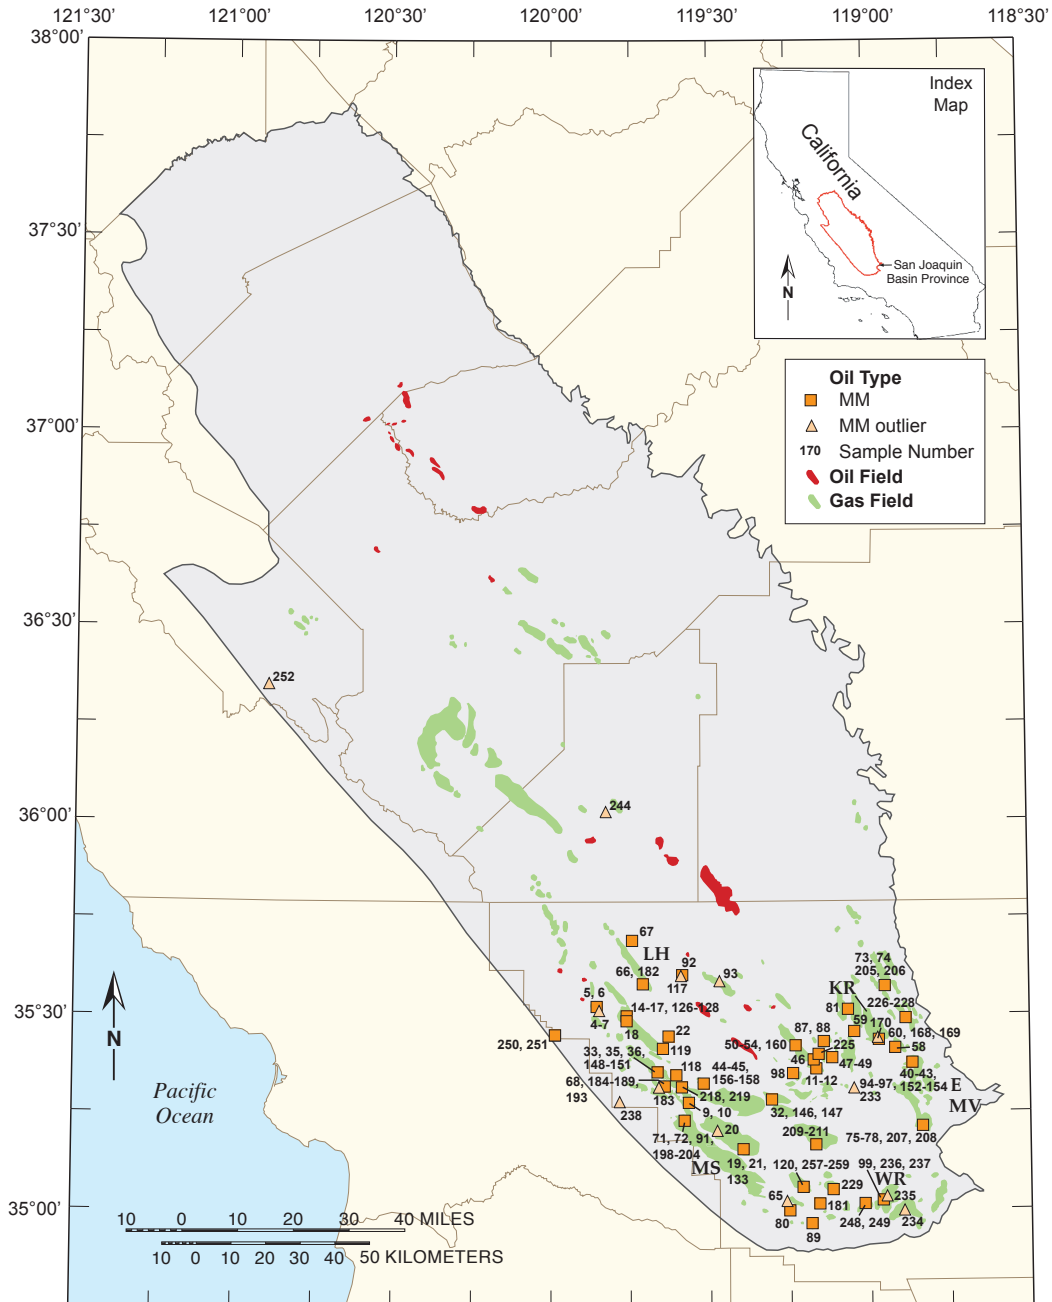 121°30'
121°00'
120°30'
120°00'
119°30'
119°00'
118°30'
38°00'
37°30'
37°00'
36°30'
36°00'
35°30'
35°00'
Index
Map
California
San Joaquin
Basin Province
N
Oil Type
MM
MM outlier
170 Sample Number
Oil Field
Gas Field
252
244
67
LH
92
66, 182
117
93
73, 74
205, 206
KR
226-228
5, 6
14-17, 126-128
81
4-7
18
59
170
60, 168, 169
250, 251
22
87, 88
225
58
33, 35, 36,
148-151
119
50-54, 160
46
47-49
118
44-45,
156-158
98
11-12
40-43,
94-97, 152-154
E
68, 184-189,
193
183
218, 219
233
MV
238
9, 10
32, 146, 147
71, 72, 91,
198-204
20
209-211
75-78, 207, 208
MS
19, 21,
133
120, 257-259
99, 236, 237
WR
65
229
235
80
181
248, 249
234
89
N
Pacific
Ocean
10 0 10 20 30 40 MILES
10 0 10 20 30 40 50 KILOMETERS